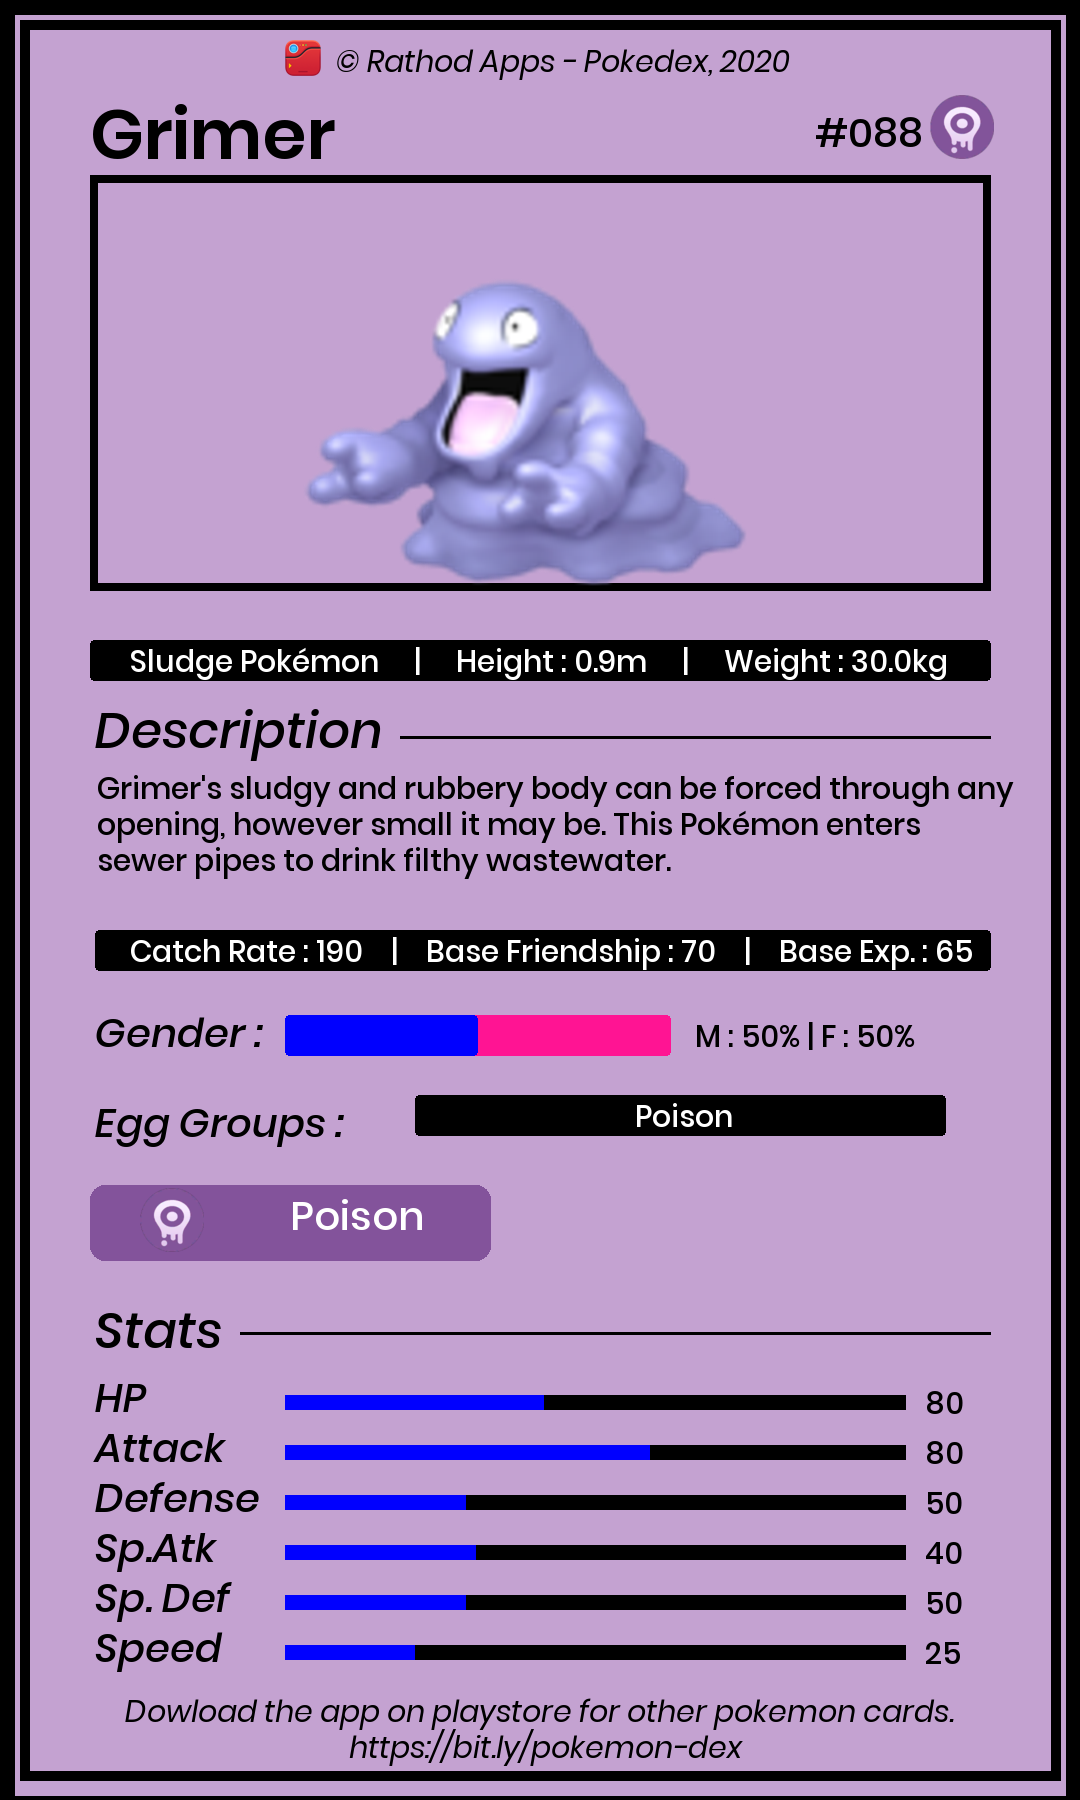 © Rathod Apps - Pokedex, 2020
Grimer
#088
Sludge Pokémon | Height : 0.9m | Weight : 30.0kg
Description
Grimer's sludgy and rubbery body can be forced through any
opening, however small it may be. This Pokémon enters
sewer pipes to drink filthy wastewater.
Catch Rate : 190 | Base Friendship : 70 | Base Exp. : 65
Gender : M : 50% | F : 50%
Egg Groups : Poison
Poison
Stats
HP 80
Attack 80
Defense 50
Sp.Atk 40
Sp. Def 50
Speed 25
Dowload the app on playstore for other pokemon cards.
https://bit.ly/pokemon-dex